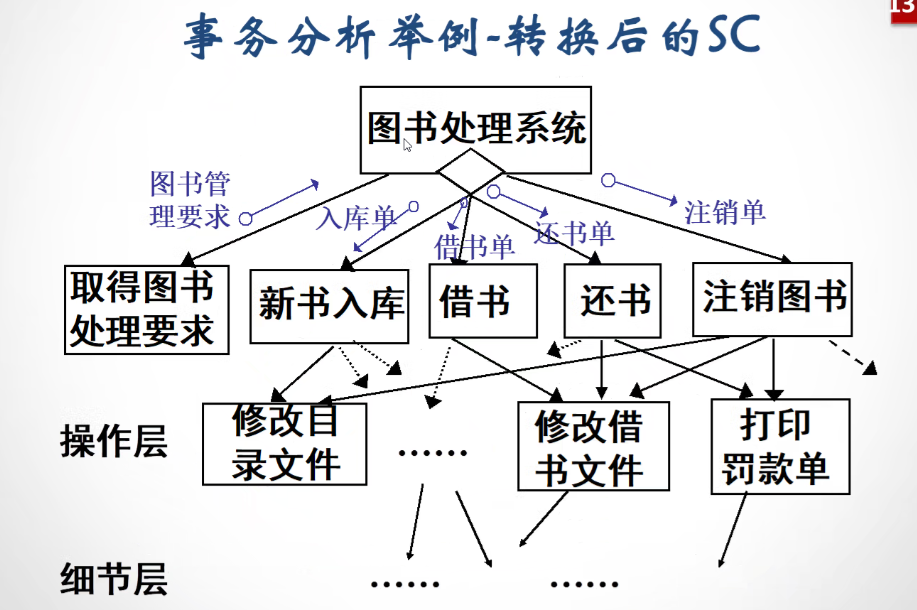 13
事务分析举例-转换后的SC
图书处理系统
图书管
理要求
入库单
借书单
还书单
注销单
取得图书
处理要求
新书入库
借书
还书
注销图书
操作层
修改目
录文件
......
修改借
书文件
打印
罚款单
细节层
......
......